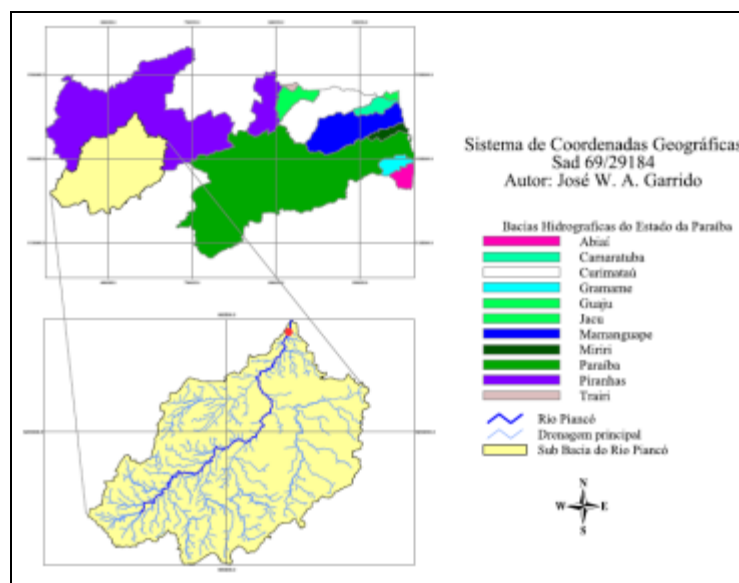 Sistema de Coordenadas Geográficas
Sad 69/29184
Autor: José W. A. Garrido
Bacias Hidrograficas do Estado da Paraíba
Abiaí
Camaratuba
Curimataú
Gramame
Guaju
Jacu
Mamanguape
Miriri
Paraíba
Piranhas
Trairi
Rio Piancó
Drenagem principal
Sub Bacia do Rio Piancó
N
W E
S